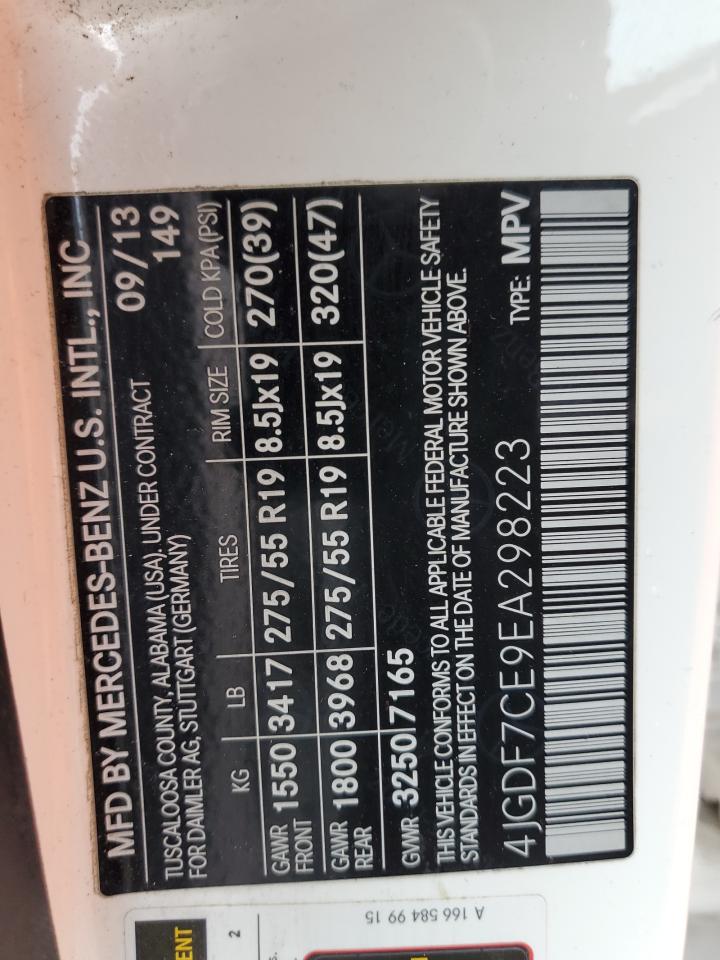 MFD BY MERCEDES-BENZ U.S. INTL., INC
TUSCALOOSA COUNTY, ALABAMA (USA). UNDER CONTRACT 09/13
FOR DAIMLER AG, STUTTGART (GERMANY) 149
KG LB TIRES RIM SIZE COLD KPA (PSI)
GAWR FRONT 1550 3417 275/55 R19 8.5Jx19 270(39)
GAWR REAR 1800 3968 275/55 R19 8.5Jx19 320(47)
GVWR 3250 7165
THIS VEHICLE CONFORMS TO ALL APPLICABLE FEDERAL MOTOR VEHICLE SAFETY
STANDARDS IN EFFECT ON THE DATE OF MANUFACTURE SHOWN ABOVE.
4JGDF7CE9EA298223 TYPE: MPV
A 166 584 99 15
ENT
2